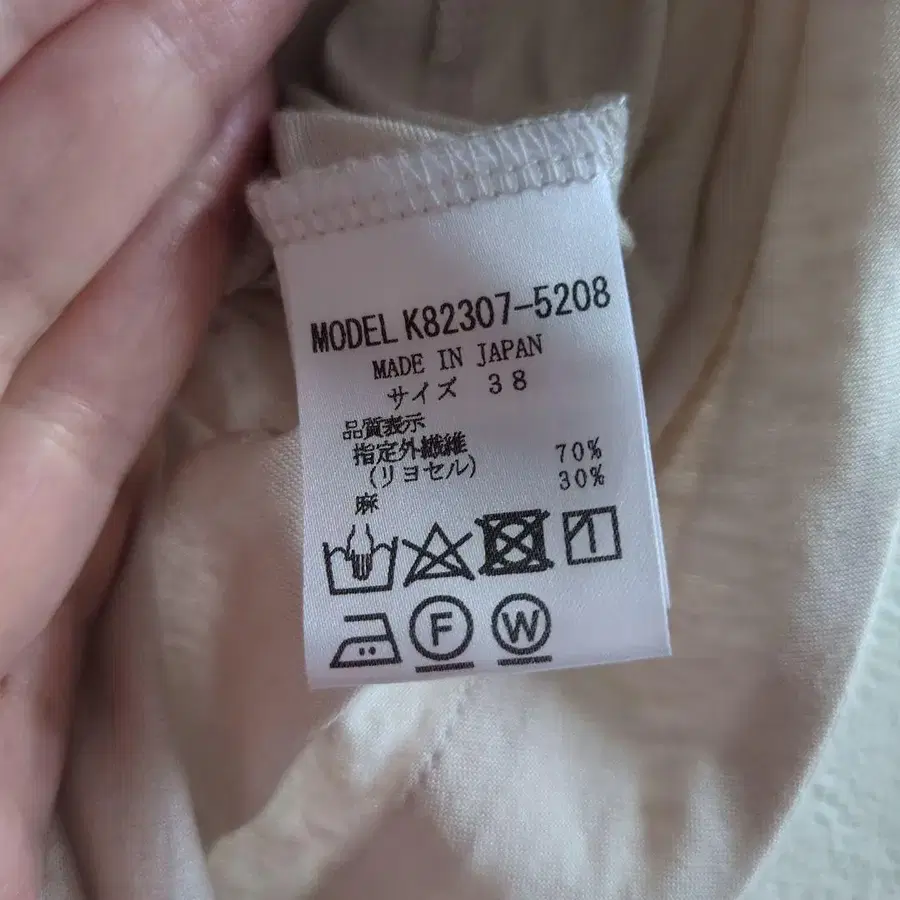 MODEL K82307-5208
MADE IN JAPAN
サイズ 38
品質表示
指定外繊維 70%
(リヨセル) 30%
麻
F W